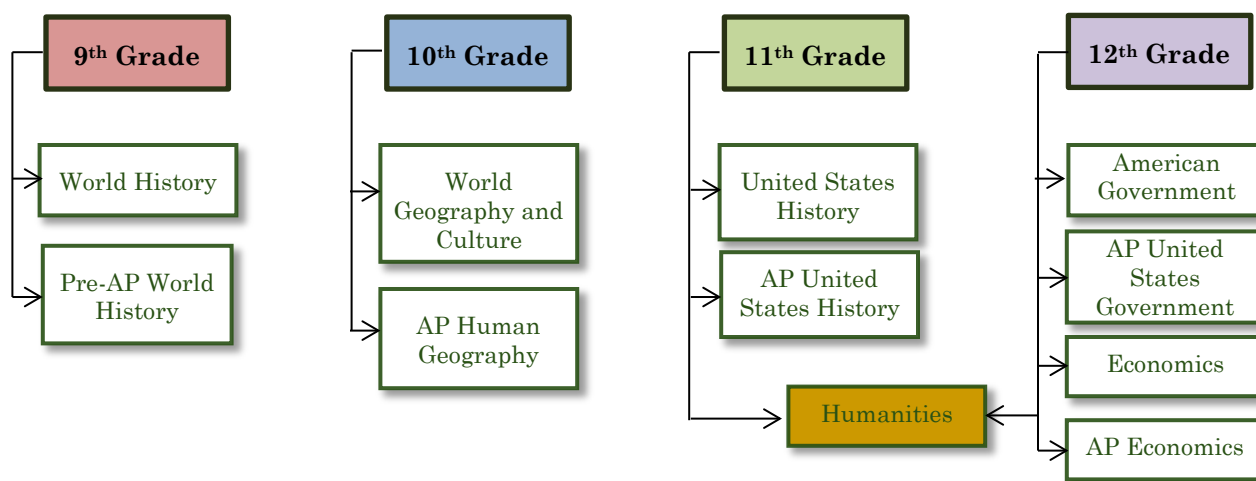 9th Grade
10th Grade
11th Grade
12th Grade
World History
Pre-AP World
History
World
Geography and
Culture
AP Human
Geography
United States
History
AP United
States History
Humanities
American
Government
AP United
States
Government
Economics
AP Economics